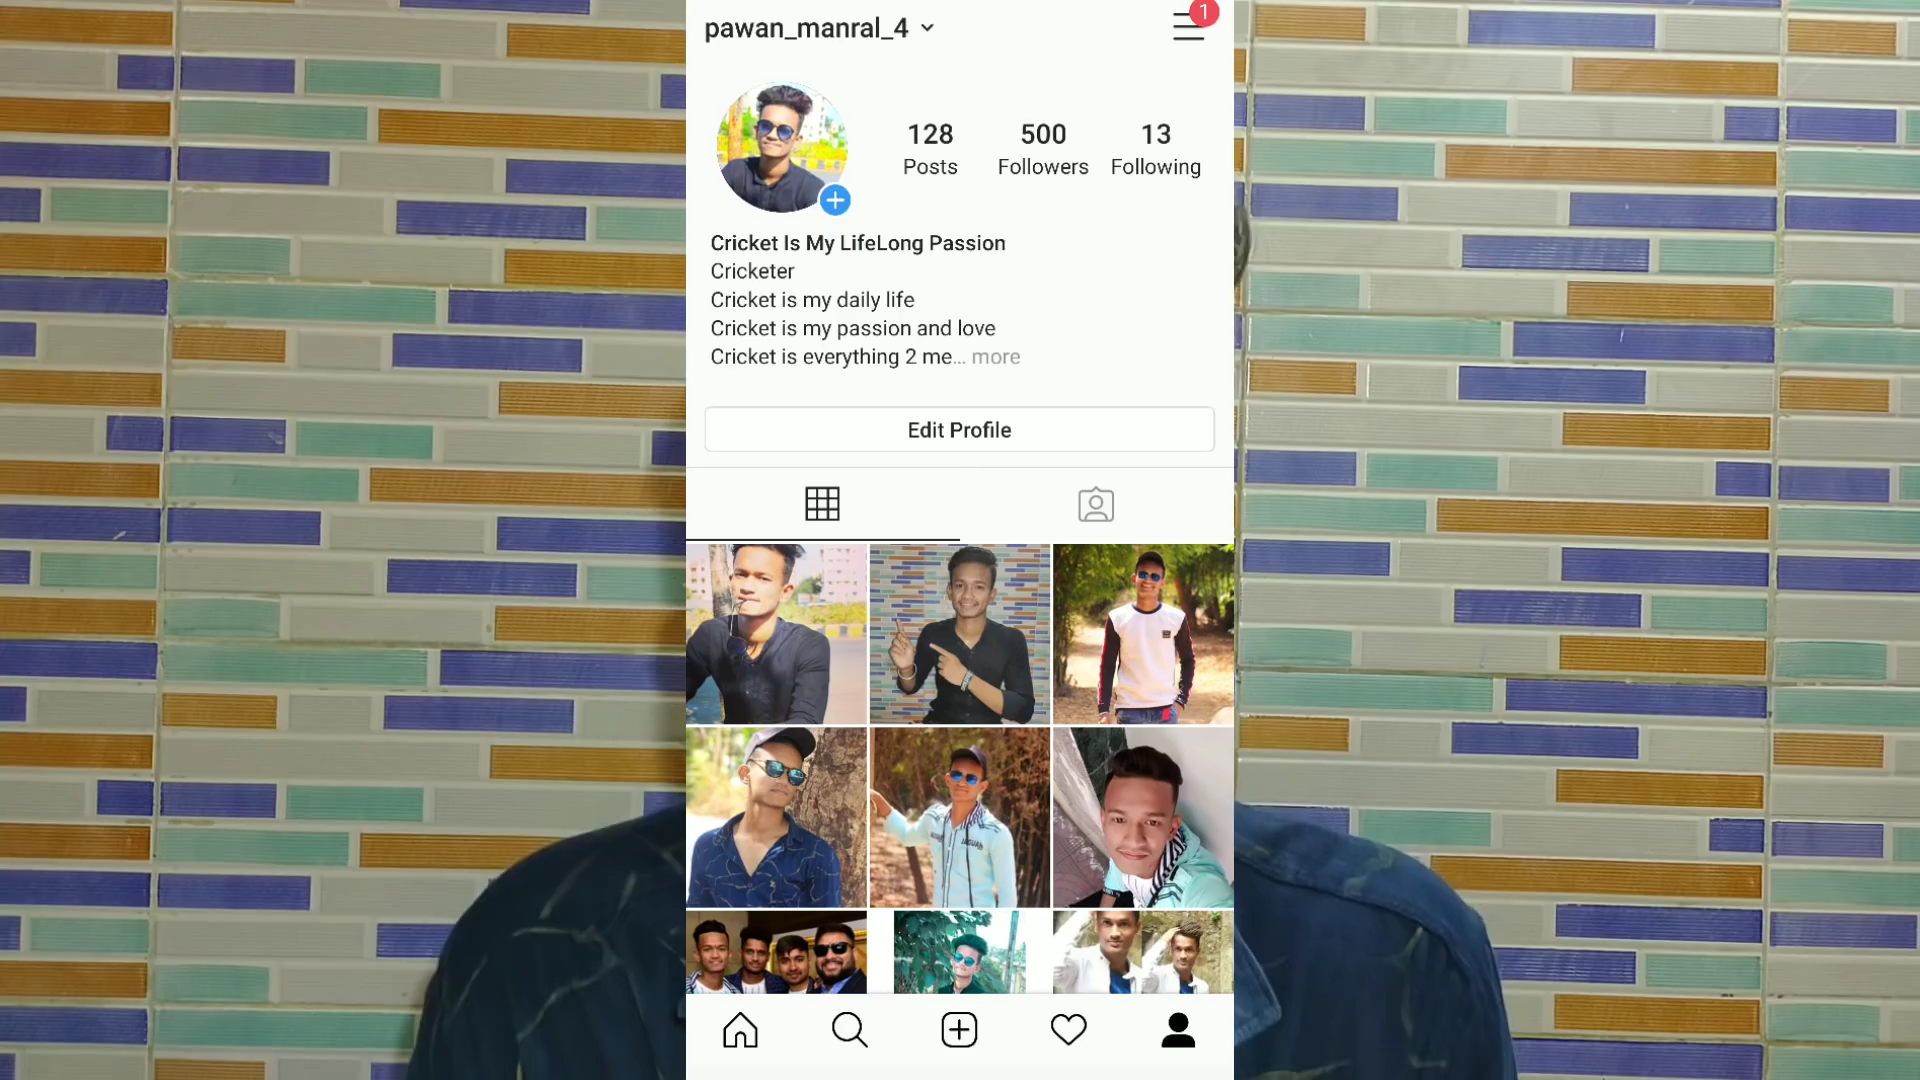 pawan_manral_4
1
128
Posts
500
Followers
13
Following
Cricket Is My LifeLong Passion
Cricketer
Cricket is my daily life
Cricket is my passion and love
Cricket is everything 2 me... more
Edit Profile